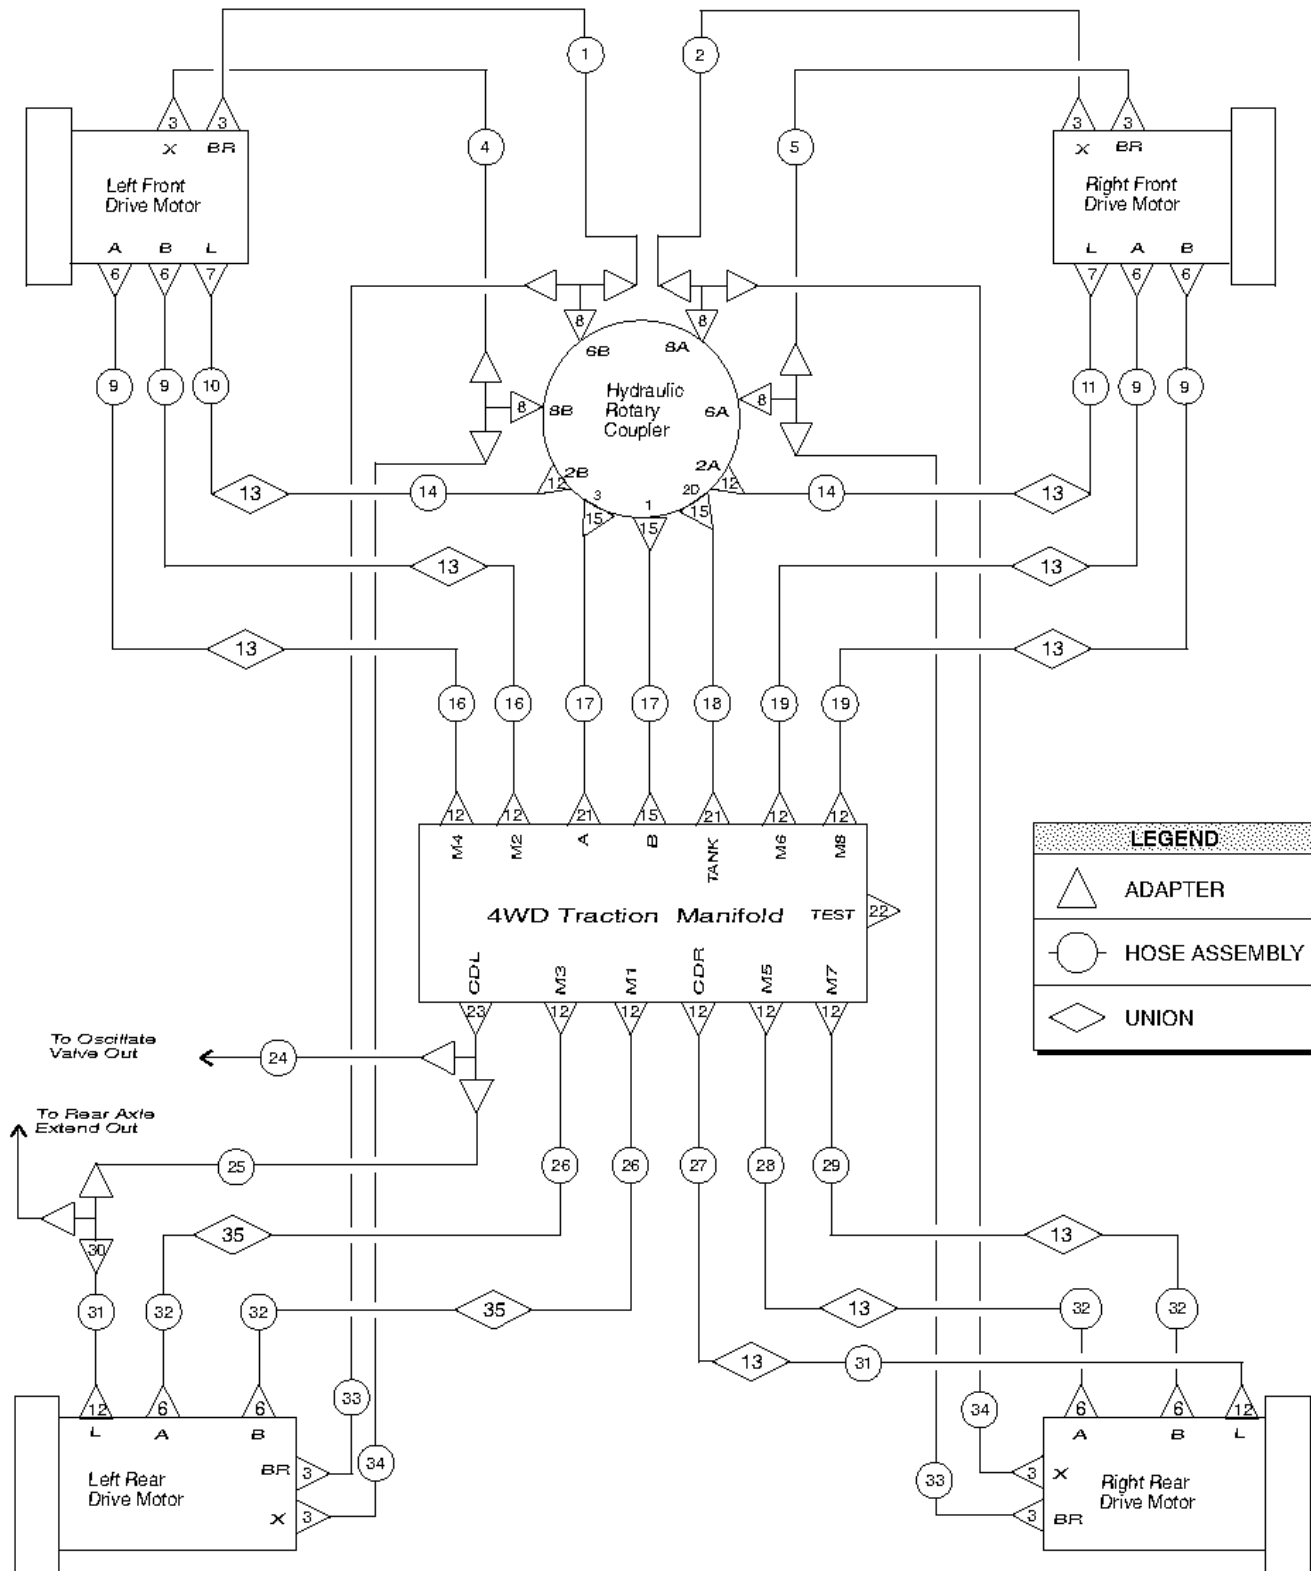 1
2
4
5
3
3
3
3
X
BR
X
BR
Left Front
Drive Motor
Right Front
Drive Motor
A
B
L
L
A
B
6
6
7
7
6
6
8
8
6B
8A
9
9
10
8
8B
Hydraulic
Rotary
Coupler
6A
8
11
9
9
2B
2A
12
3
1
2D
12
13
14
15
15
15
14
13
13
13
13
13
16
16
17
17
18
19
19
12
12
21
15
21
12
12
M4
M2
A
B
TANK
M6
M8
4WD Traction Manifold
TEST
22
CDL
M3
M1
CDR
M5
M7
23
12
12
12
12
12
LEGEND
ADAPTER
HOSE ASSEMBLY
UNION
To Oscillate
Valve Out
24
To Rear Axle
Extend Out
25
26
26
27
28
29
30
35
13
31
32
32
35
13
32
32
13
31
12
6
6
33
34
6
6
12
L
A
B
A
B
L
BR
3
34
33
3
X
Left Rear
Drive Motor
Right Rear
Drive Motor
X
3
3
BR